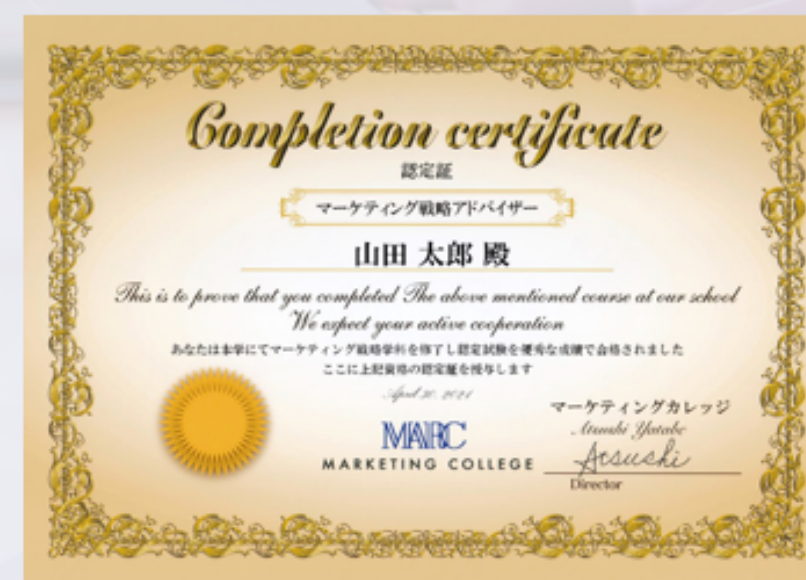 Completion certificate
認定証
マーケティング戦略アドバイザー
山田 太郎 殿
This is to prove that you completed The above mentioned course at our school
We expect your active cooperation
あなたは本学にてマーケティング戦略学科を修了し認定試験を優秀な成績で合格されました
ここに上記資格の認定証を授与します
April 30, 2021
マーケティングカレッジ
Atsushi Yatabe
MARC
MARKETING COLLEGE
Atsushi
Director